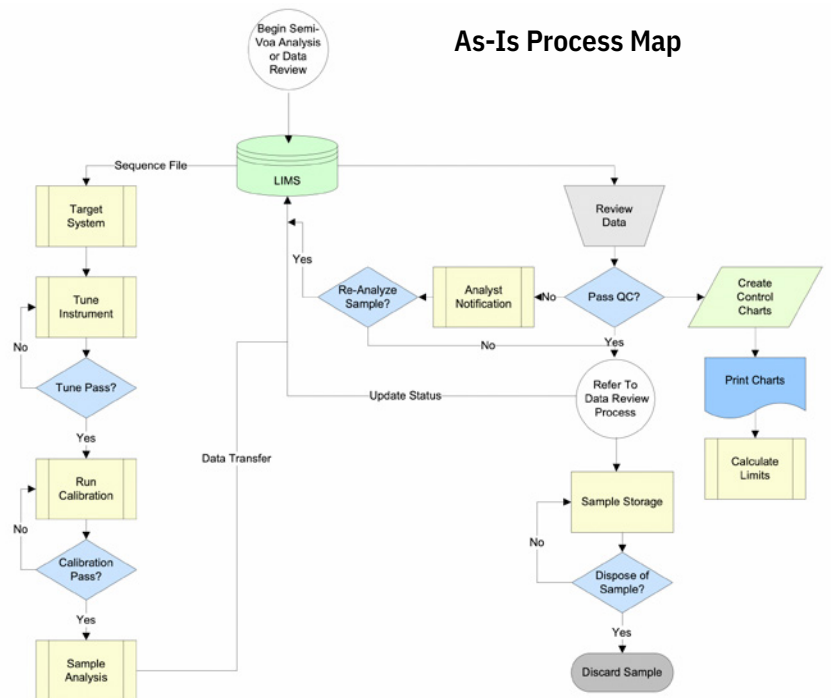 As-Is Process Map
Begin Semi-
Voa Analysis
or Data
Review
Sequence File
LIMS
Target
System
Review
Data
Tune
Instrument
Yes
Re-Analyze
Sample?
Analyst
Notification
No
Pass QC?
Create
Control
Charts
No
No
Yes
Tune Pass?
Print Charts
Update Status
Refer To
Data Review
Process
Yes
Data Transfer
Run
Calibration
Calculate
Limits
Sample Storage
No
No
Calibration
Pass?
Dispose of
Sample?
Yes
Yes
Sample
Analysis
Discard Sample